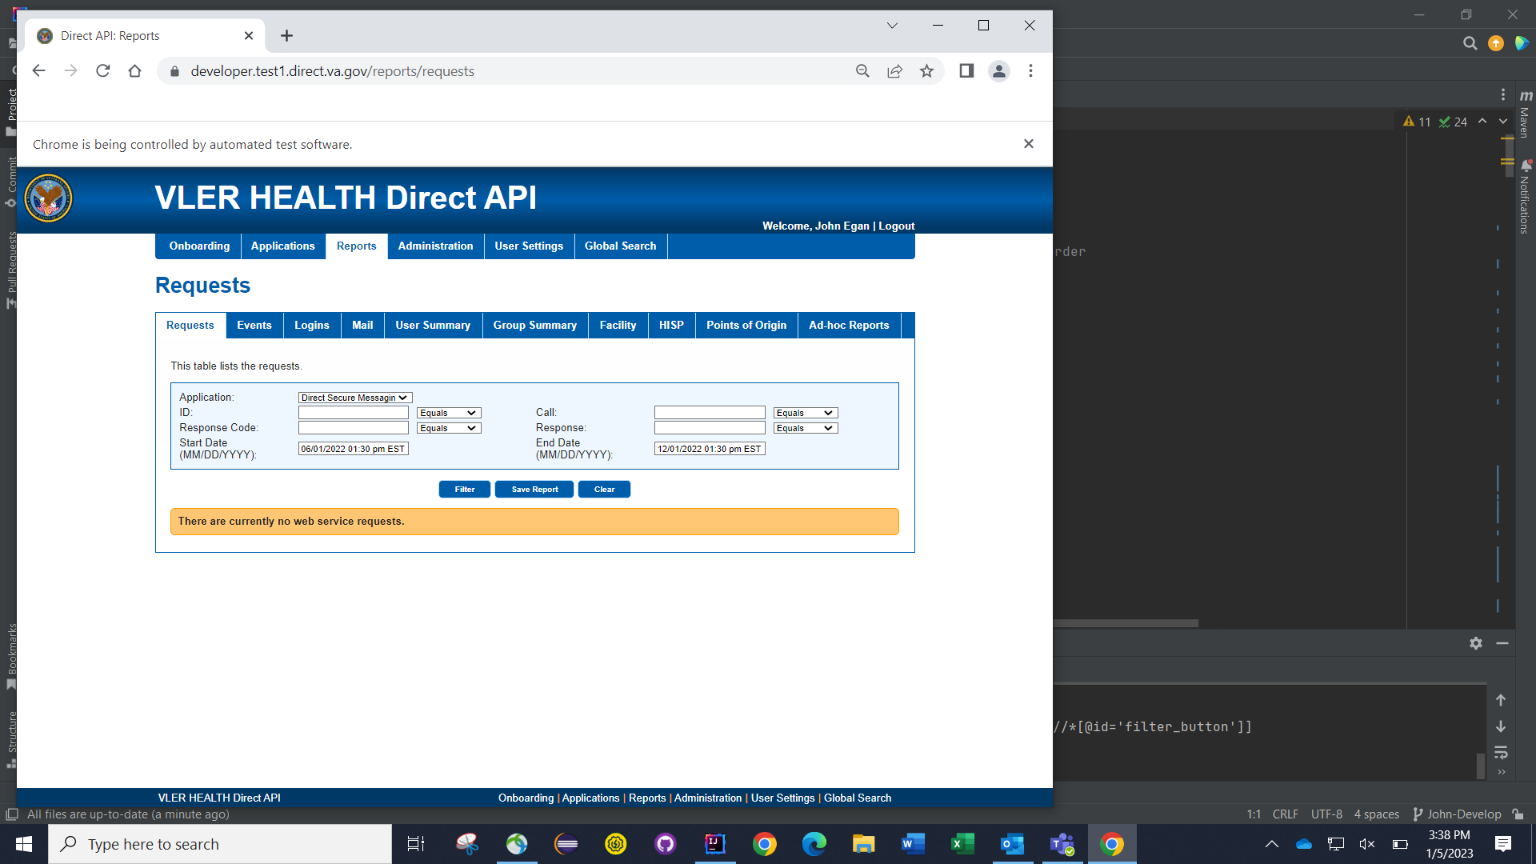 Direct API: Reports
developer.test1.direct.va.gov/reports/requests
Chrome is being controlled by automated test software.
VLER HEALTH Direct API
Welcome, John Egan | Logout
Onboarding Applications Reports Administration User Settings Global Search
Requests
Requests Events Logins Mail User Summary Group Summary Facility HISP Points of Origin Ad-hoc Reports
This table lists the requests.
Application: Direct Secure Messagin
ID: Equals Call: Equals
Response Code: Equals Response: Equals
Start Date (MM/DD/YYYY): 06/01/2022 01:30 pm EST End Date (MM/DD/YYYY): 12/01/2022 01:30 pm EST
Filter Save Report Clear
There are currently no web service requests.
VLER HEALTH Direct API
Onboarding | Applications | Reports | Administration | User Settings | Global Search
Project
Commit
Pull Requests
Bookmarks
Structure
11 24
m
Maven
Notifications
rder
//*[@id='filter_button']]
All files are up-to-date (a minute ago)
1:1 CRLF UTF-8 4 spaces John-Develop
Type here to search
3:38 PM
1/5/2023